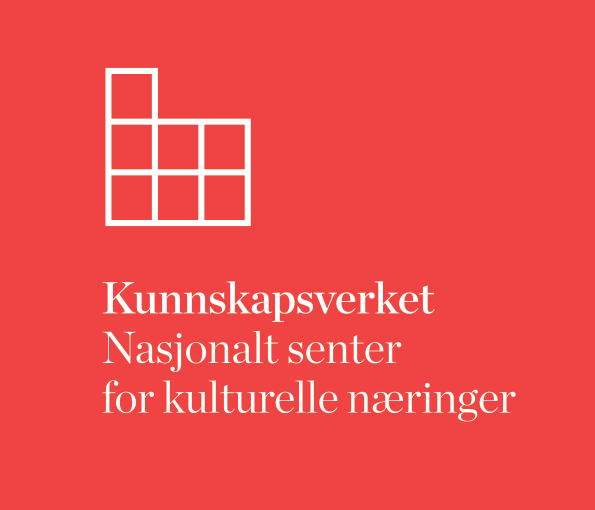 Kunnskapsverket
Nasjonalt senter
for kulturelle næringer